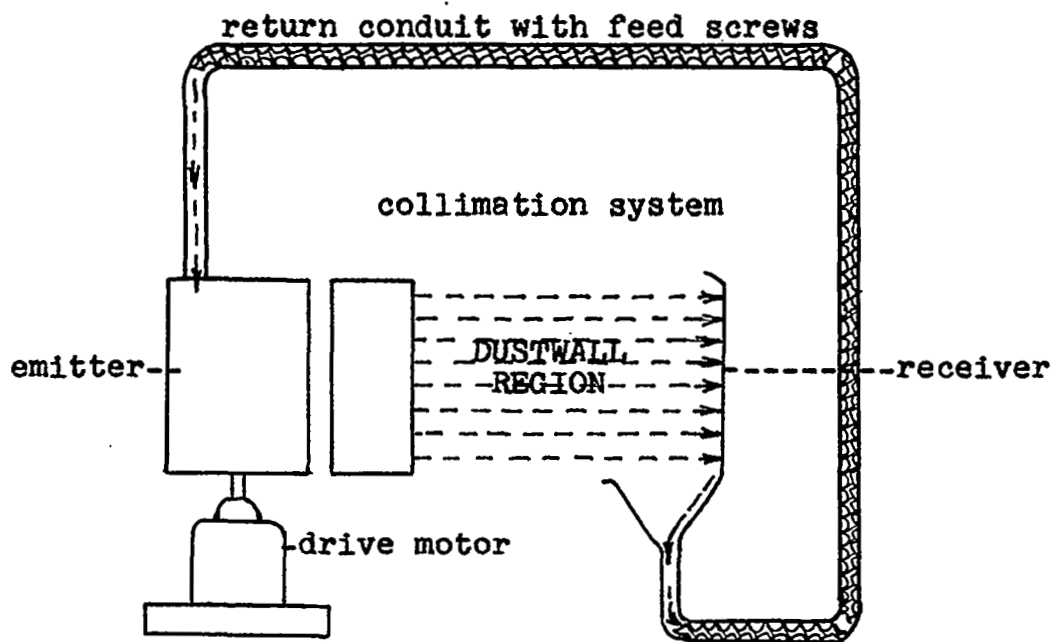 return conduit with feed screws
collimation system
DUSTWALL
REGION
emitter
receiver
drive motor